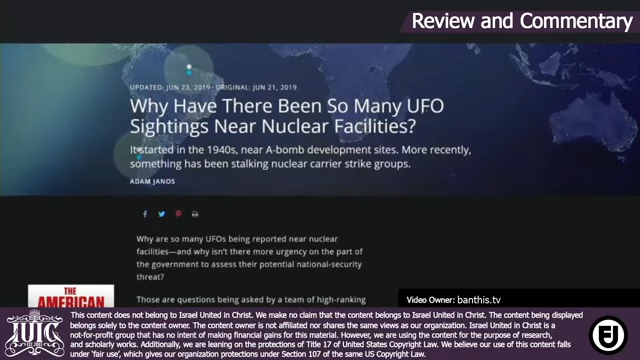 Review and Commentary
UPDATED: JUN 23, 2019 · ORIGINAL: JUN 21, 2019
Why Have There Been So Many UFO
Sightings Near Nuclear Facilities?
It started in the 1940s, near A-bomb development sites. More recently,
something has been stalking nuclear carrier strike groups.
ADAM JANOS
Why are so many UFOs being reported near nuclear
facilities—and why isn't there more urgency on the part of
the government to assess their potential national-security
threat?
Those are questions being asked by a team of high-ranking
THE
AMERICAN
Video Owner: banthis.tv
IUIC
This content does not belong to Israel United in Christ. We make no claim that the content belongs to Israel United in Christ. The content being displayed
belongs solely to the content owner. The content owner is not affiliated nor shares the same views as our organization. Israel United in Christ is a
not-for-profit group that has no intent of making financial gains for this material. However, we are using the content for the purpose of research,
and scholarly works. Additionally, we are leaning on the protections of Title 17 of United States Copyright Law. We believe our use of this content falls
under 'fair use', which gives our organization protections under Section 107 of the same US Copyright Law.